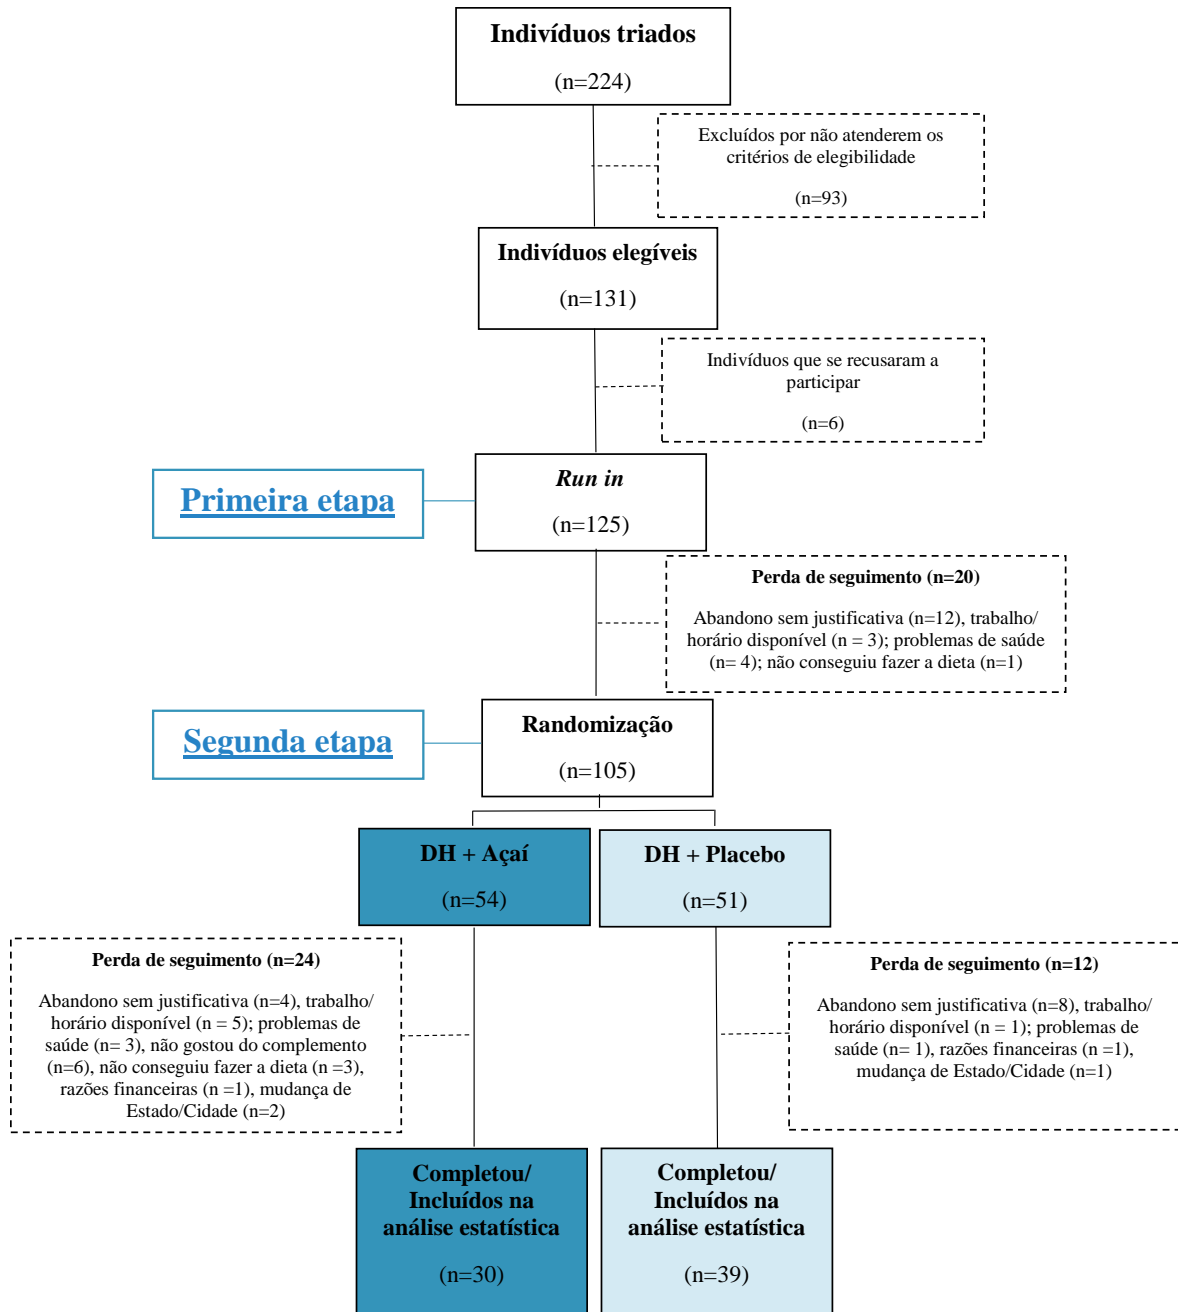 Indivíduos triados
(n=224)
Excluídos por não atenderem os
critérios de elegibilidade
(n=93)
Indivíduos elegíveis
(n=131)
Indivíduos que se recusaram a
participar
(n=6)
Primeira etapa
Run in
(n=125)
Perda de seguimento (n=20)
Abandono sem justificativa (n=12), trabalho/
horário disponível (n = 3); problemas de saúde
(n= 4); não conseguiu fazer a dieta (n=1)
Segunda etapa
Randomização
(n=105)
DH + Açaí
(n=54)
DH + Placebo
(n=51)
Perda de seguimento (n=24)
Abandono sem justificativa (n=4), trabalho/
horário disponível (n = 5); problemas de
saúde (n= 3), não gostou do complemento
(n=6), não conseguiu fazer a dieta (n =3),
razões financeiras (n =1), mudança de
Estado/Cidade (n=2)
Perda de seguimento (n=12)
Abandono sem justificativa (n=8), trabalho/
horário disponível (n = 1); problemas de
saúde (n= 1), razões financeiras (n =1),
mudança de Estado/Cidade (n=1)
Completou/
Incluídos na
análise estatística
(n=30)
Completou/
Incluídos na
análise estatística
(n=39)